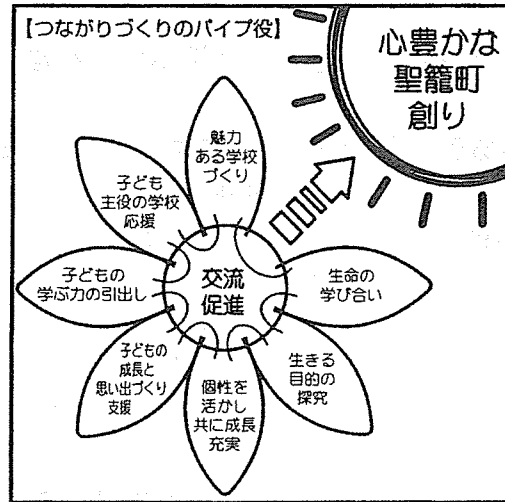 【つながりづくりのパイプ役】
心豊かな
聖籠町
創り
魅力
ある学校
づくり
子ども
主役の学校
応援
子どもの
学ぶ力の引出し
子どもの
成長と
思い出づくり
支援
個性を
活かし
共に成長
充実
生きる
目的の
探究
生命の
学び合い
交流
促進